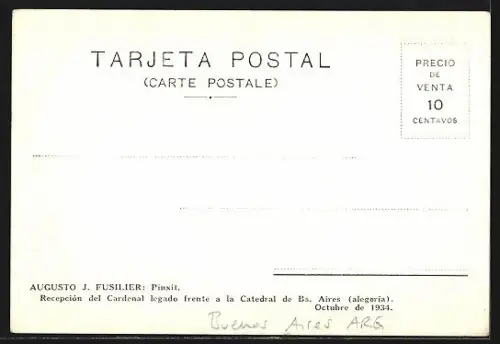 TARJETA POSTAL
(CARTE POSTALE)
PRECIO
DE
VENTA
10
CENTAVOS
AUGUSTO J. FUSILIER: Pinxit.
Recepción del Cardenal legado frente a la Catedral de Bs. Aires (alegoría).
Octubre de 1934.
Buenos Aires ARG